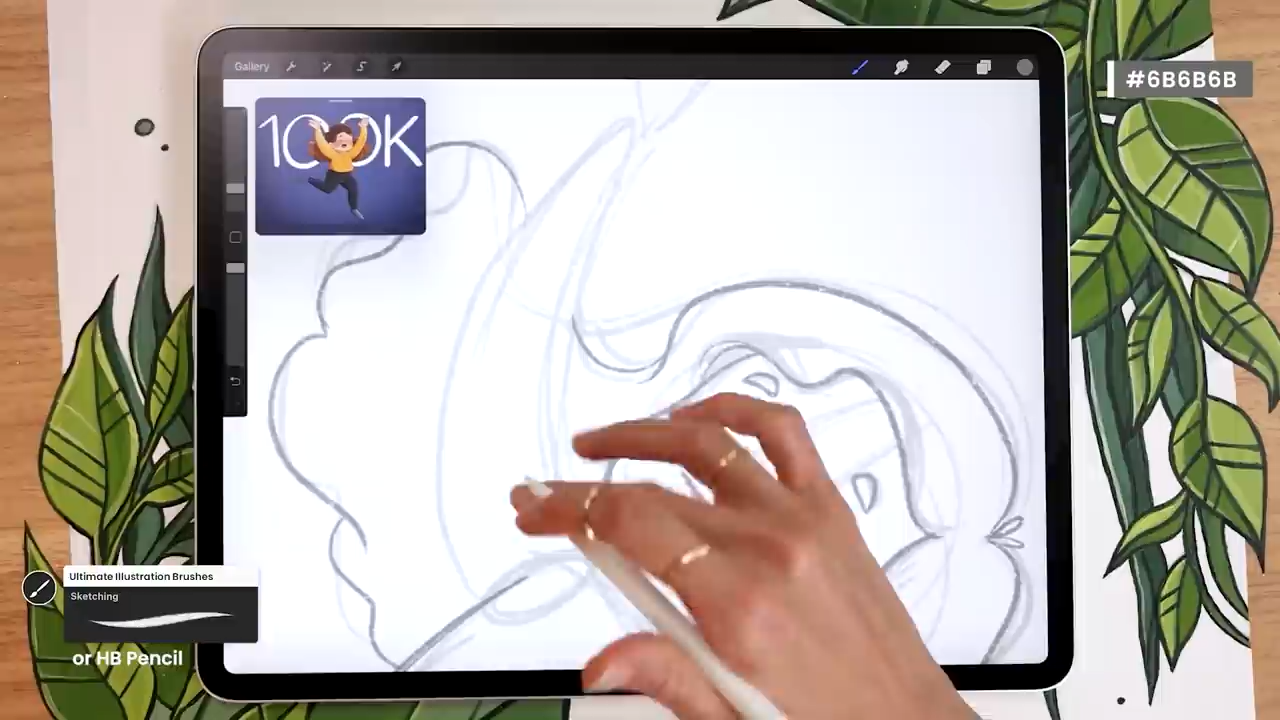 Gallery
#6B6B6B
100K
Ultimate Illustration Brushes
Sketching
or HB Pencil